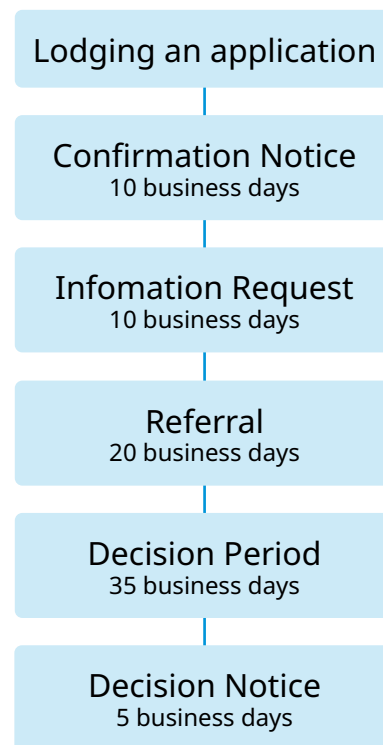 Lodging an application
Confirmation Notice
10 business days
Infomation Request
10 business days
Referral
20 business days
Decision Period
35 business days
Decision Notice
5 business days